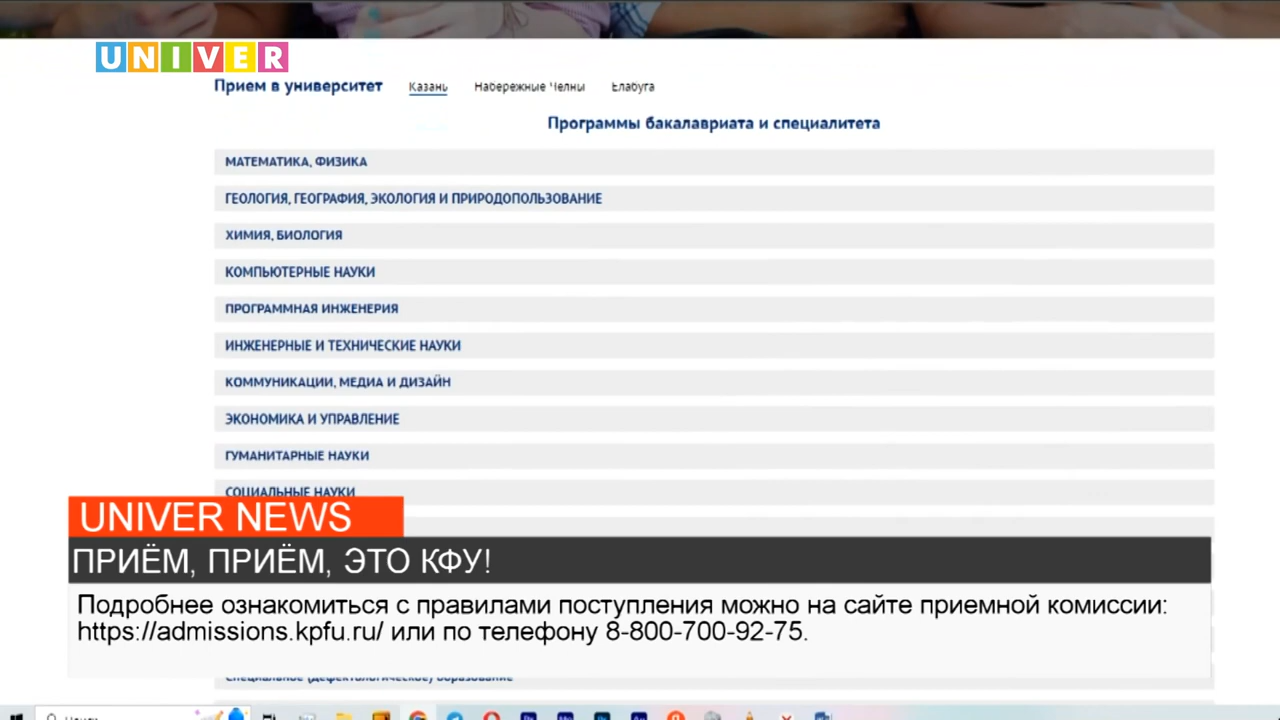 UNIVER
Прием в университет Казань Набережные Челны Елабуга
Программы бакалавриата и специалитета
МАТЕМАТИКА, ФИЗИКА
ГЕОЛОГИЯ, ГЕОГРАФИЯ, ЭКОЛОГИЯ И ПРИРОДОПОЛЬЗОВАНИЕ
ХИМИЯ, БИОЛОГИЯ
КОМПЬЮТЕРНЫЕ НАУКИ
ПРОГРАММНАЯ ИНЖЕНЕРИЯ
ИНЖЕНЕРНЫЕ И ТЕХНИЧЕСКИЕ НАУКИ
КОММУНИКАЦИИ, МЕДИА И ДИЗАЙН
ЭКОНОМИКА И УПРАВЛЕНИЕ
ГУМАНИТАРНЫЕ НАУКИ
СОЦИАЛЬНЫЕ НАУКИ
UNIVER NEWS
ПРИЁМ, ПРИЁМ, ЭТО КФУ!
Подробнее ознакомиться с правилами поступления можно на сайте приемной комиссии:
https://admissions.kpfu.ru/ или по телефону 8-800-700-92-75.
Специальное (дефектологическое) образование